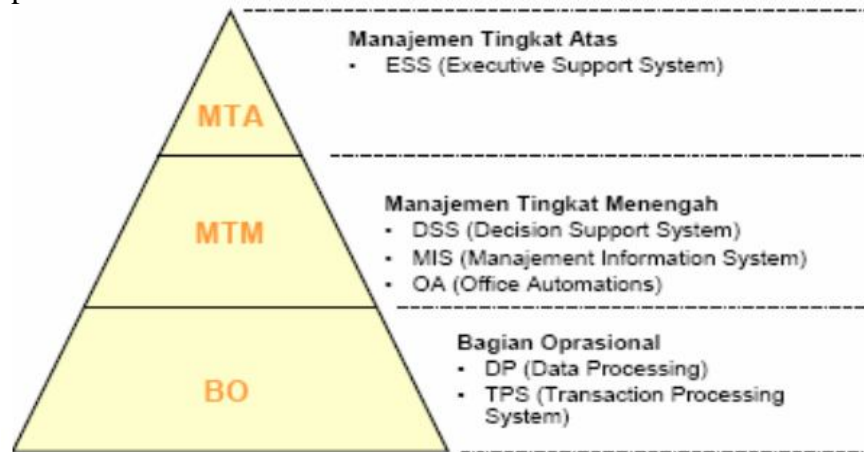 Manajemen Tingkat Atas
• ESS (Executive Support System)
MTA
Manajemen Tingkat Menengah
• DSS (Decision Support System)
MTM
• MIS (Manajement Information System)
• OA (Office Automations)
Bagian Oprasional
• DP (Data Processing)
BO
• TPS (Transaction Processing
System)